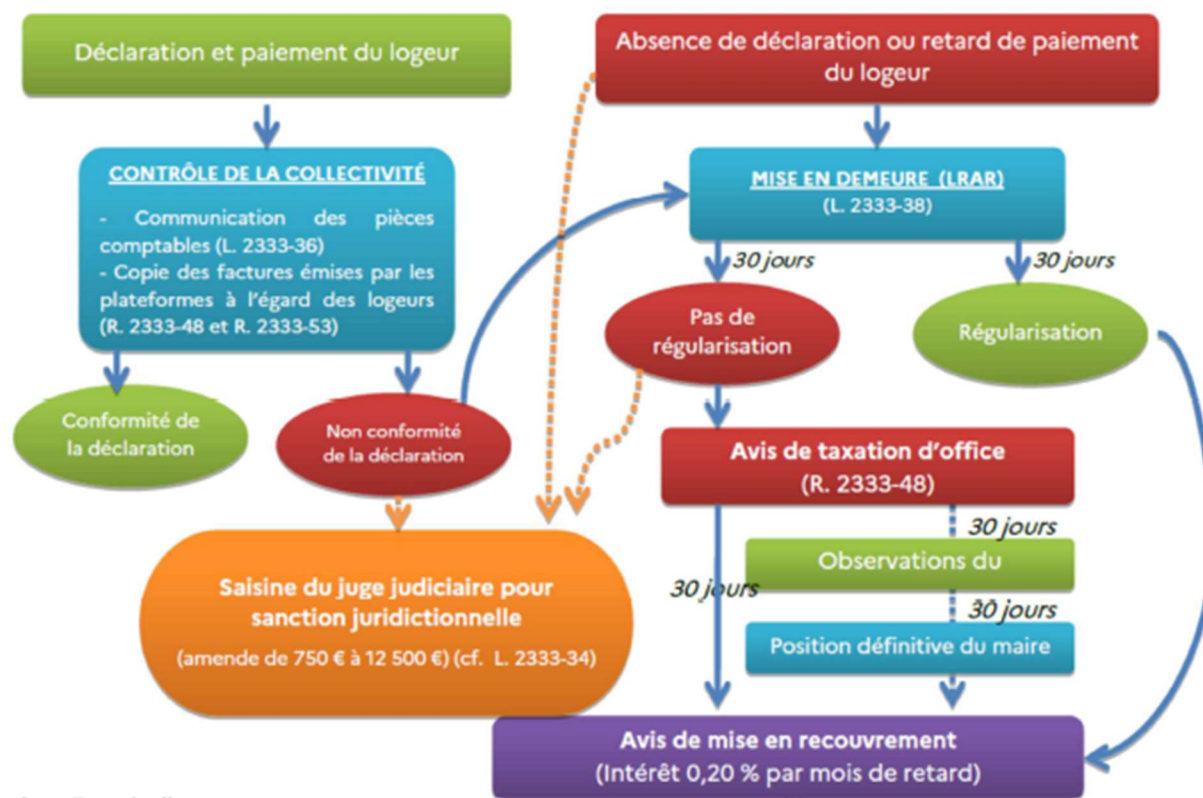 Déclaration et paiement du logeur
Absence de déclaration ou retard de paiement
du logeur
CONTRÔLE DE LA COLLECTIVITÉ
- Communication des pièces
comptables (L. 2333-36)
- Copie des factures émises par les
plateformes à l'égard des logeurs
(R. 2333-48 et R. 2333-53)
MISE EN DEMEURE (LRAR)
(L. 2333-38)
30 jours
30 jours
Pas de
régularisation
Régularisation
Conformité de
la déclaration
Non conformité
de la déclaration
Avis de taxation d'office
(R. 2333-48)
30 jours
Observations du
30 jours
30 jours
Position définitive du maire
Saisine du juge judiciaire pour
sanction juridictionnelle
(amende de 750 € à 12 500 €) (cf. L. 2333-34)
Avis de mise en recouvrement
(Intérêt 0,20 % par mois de retard)